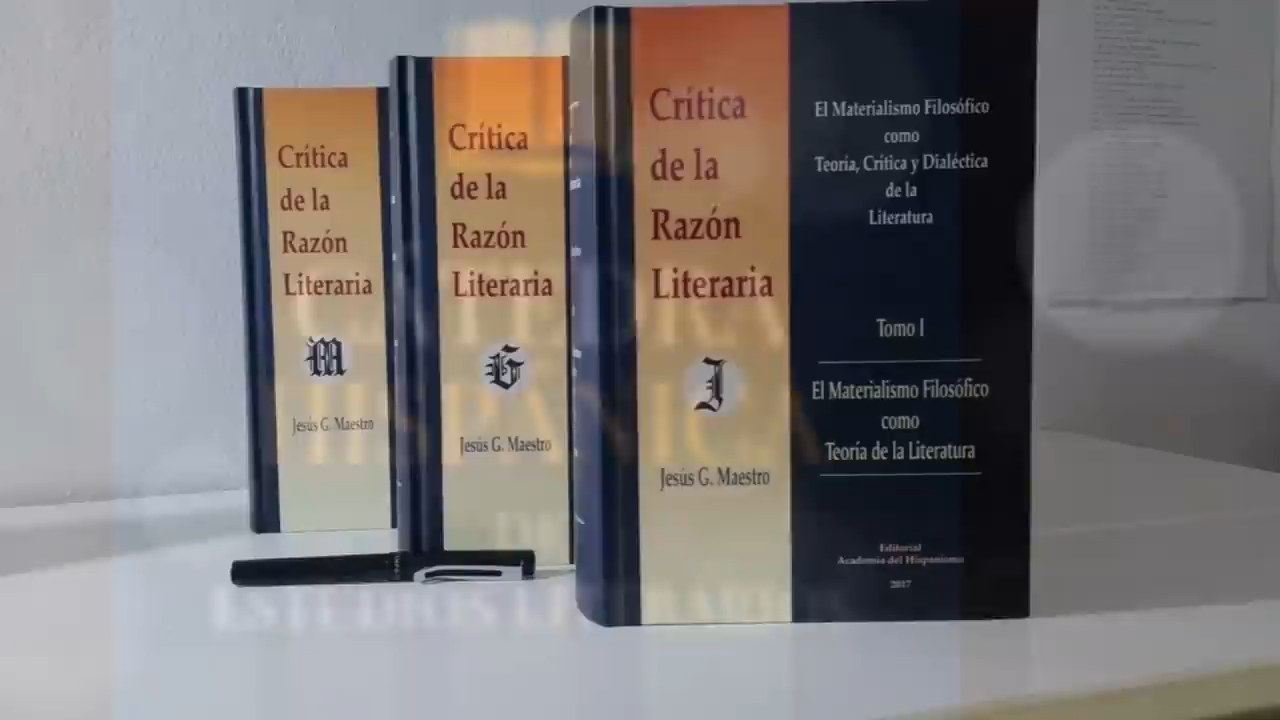 Crítica
de la
Razón
Literaria
M
Jesús G. Maestro
Crítica
de la
Razón
Literaria
G
Jesús G. Maestro
Crítica
de la
Razón
Literaria
J
Jesús G. Maestro
El Materialismo Filosófico
como
Teoría, Crítica y Dialéctica
de la
Literatura
Tomo I
El Materialismo Filosófico
como
Teoría de la Literatura
Editorial
Academia del Hispanismo
2017
HISPÁNICA
DE